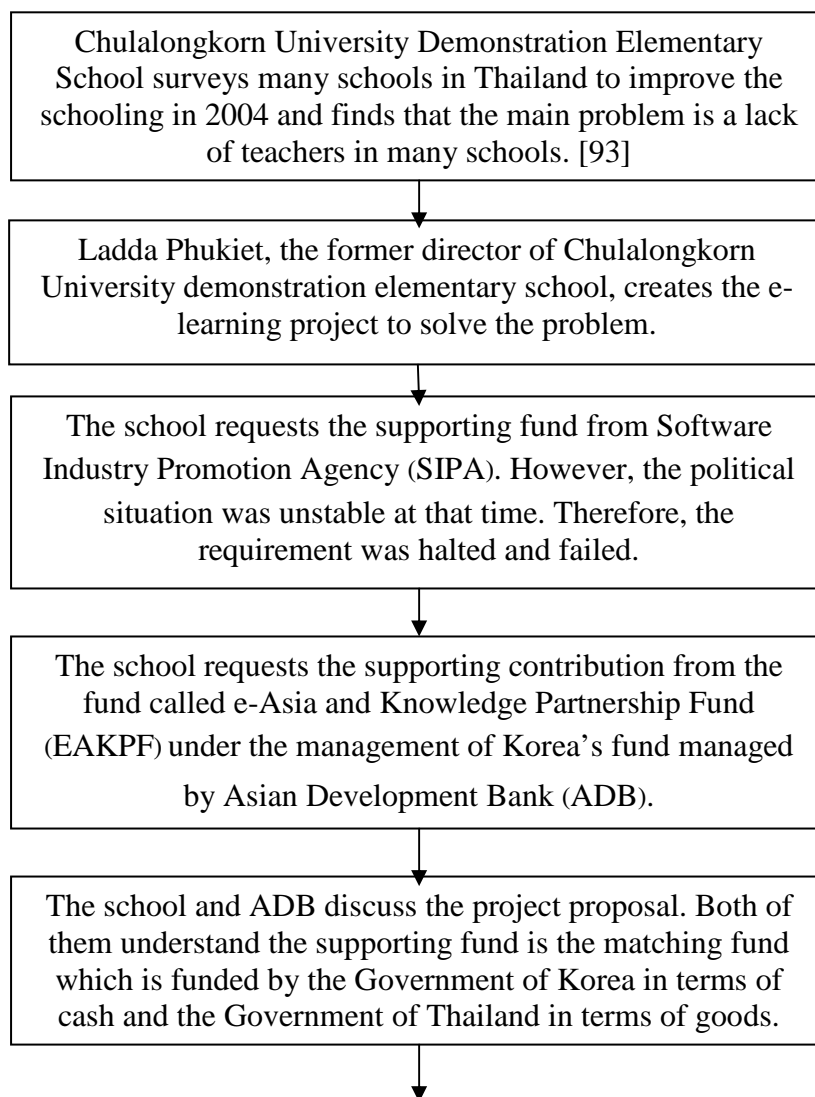 Chulalongkorn University Demonstration Elementary
School surveys many schools in Thailand to improve the
schooling in 2004 and finds that the main problem is a lack
of teachers in many schools. [93]
Ladda Phukiet, the former director of Chulalongkorn
University demonstration elementary school, creates the e-
learning project to solve the problem.
The school requests the supporting fund from Software
Industry Promotion Agency (SIPA). However, the political
situation was unstable at that time. Therefore, the
requirement was halted and failed.
The school requests the supporting contribution from the
fund called e-Asia and Knowledge Partnership Fund
(EAKPF) under the management of Korea’s fund managed
by Asian Development Bank (ADB).
The school and ADB discuss the project proposal. Both of
them understand the supporting fund is the matching fund
which is funded by the Government of Korea in terms of
cash and the Government of Thailand in terms of goods.